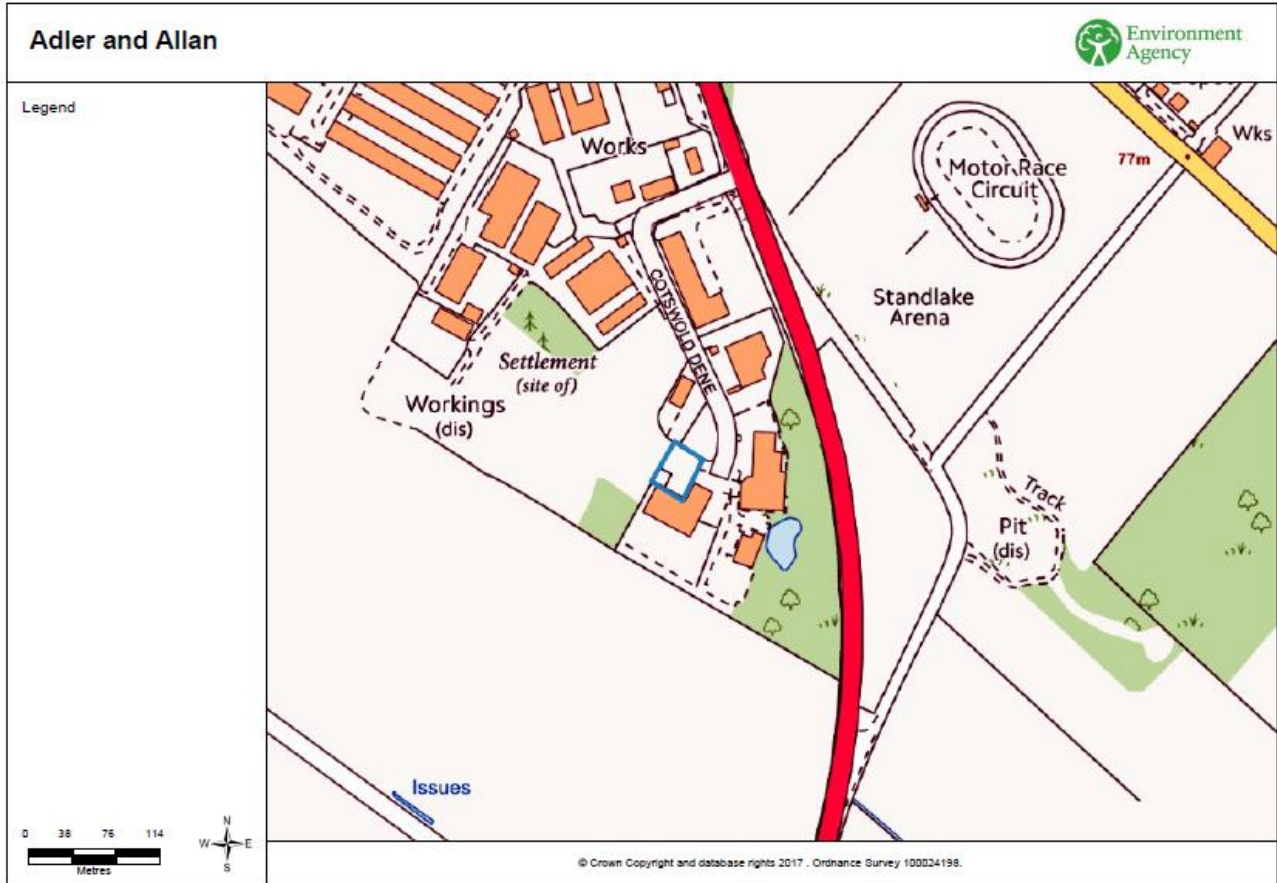 Adler and Allan
Environment
Agency
Legend
Works
77m
Wks
Motor Race
Circuit
COTSWOLD DENE
Standlake
Arena
Settlement
(site of)
Workings
(dis)
Track
Pit
(dis)
Issues
0 38 76 114
Metres
N
W E
S
© Crown Copyright and database rights 2017 . Ordnance Survey 100024198.